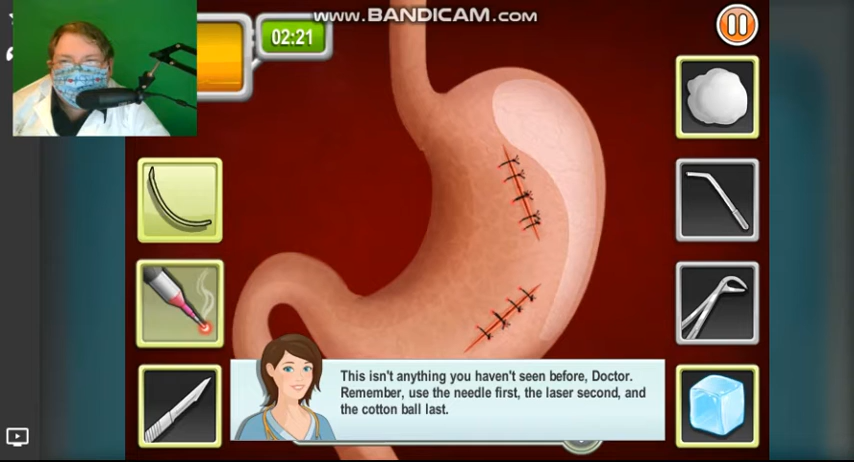 www.BANDICAM.com
02:21
This isn't anything you haven't seen before, Doctor.
Remember, use the needle first, the laser second, and
the cotton ball last.